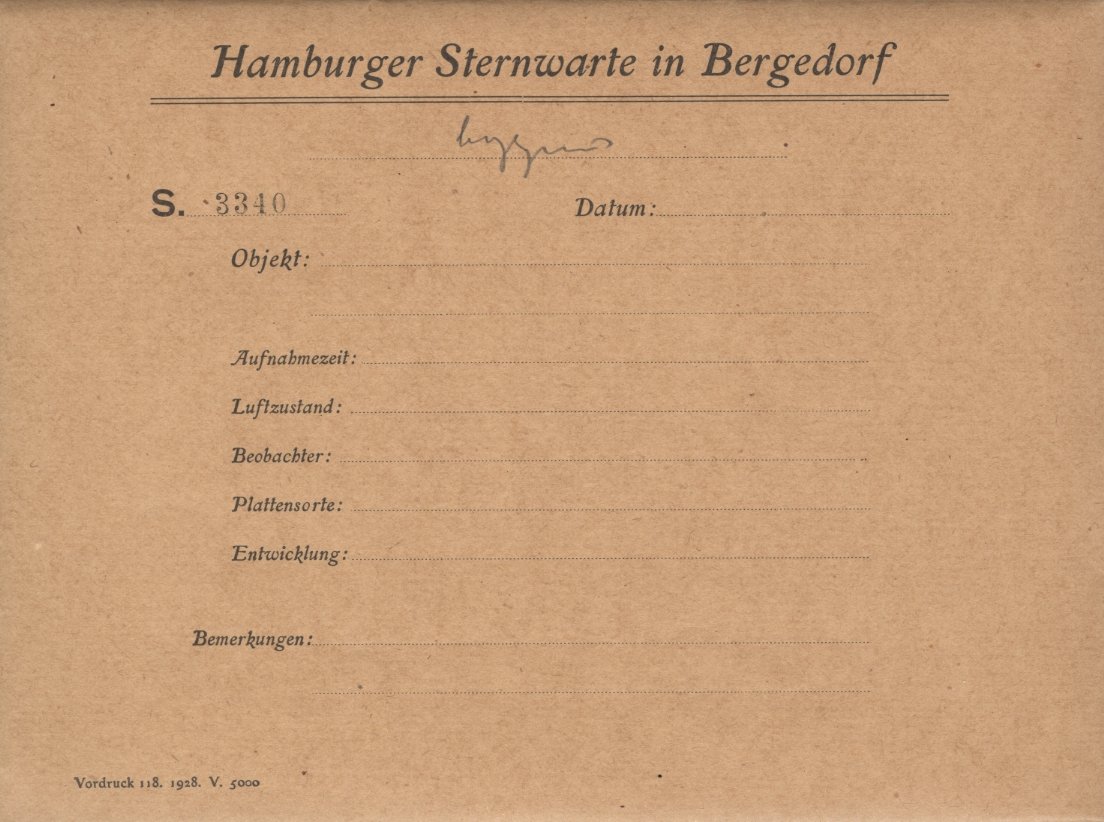 Hamburger Sternwarte in Bergedorf
S. 3340 Datum:
Objekt:
Aufnahmezeit:
Luftzustand:
Beobachter:
Plattensorte:
Entwicklung:
Bemerkungen:
Vordruck 118. 1928. V. 5000